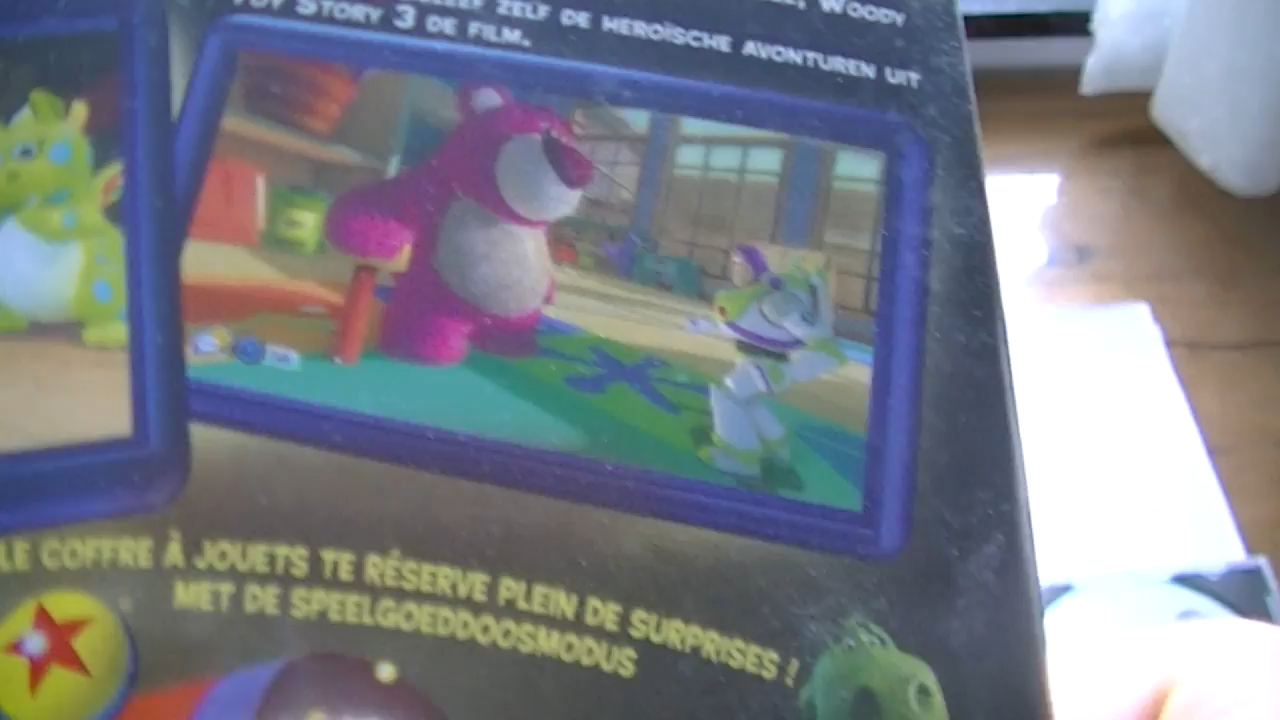 WOODY
ZELF DE HEROÏSCHE AVONTUREN UIT
TOY STORY 3 DE FILM.
LE COFFRE À JOUETS TE RÉSERVE PLEIN DE SURPRISES !
MET DE SPEELGOEDDOOSMODUS